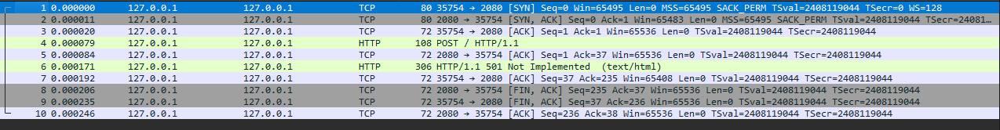 1 0.000000 127.0.0.1 127.0.0.1 TCP 80 35754 → 2080 [SYN] Seq=0 Win=65495 Len=0 MSS=65495 SACK_PERM TSval=2408119044 TSecr=0 WS=128
2 0.000011 127.0.0.1 127.0.0.1 TCP 80 2080 → 35754 [SYN, ACK] Seq=0 Ack=1 Win=65483 Len=0 MSS=65495 SACK_PERM TSval=2408119044 TSecr=24081…
3 0.000020 127.0.0.1 127.0.0.1 TCP 72 35754 → 2080 [ACK] Seq=1 Ack=1 Win=65536 Len=0 TSval=2408119044 TSecr=2408119044
4 0.000079 127.0.0.1 127.0.0.1 HTTP 108 POST / HTTP/1.1
5 0.000084 127.0.0.1 127.0.0.1 TCP 72 2080 → 35754 [ACK] Seq=1 Ack=37 Win=65536 Len=0 TSval=2408119044 TSecr=2408119044
6 0.000171 127.0.0.1 127.0.0.1 HTTP 306 HTTP/1.1 501 Not Implemented (text/html)
7 0.000192 127.0.0.1 127.0.0.1 TCP 72 35754 → 2080 [ACK] Seq=37 Ack=235 Win=65408 Len=0 TSval=2408119044 TSecr=2408119044
8 0.000206 127.0.0.1 127.0.0.1 TCP 72 2080 → 35754 [FIN, ACK] Seq=235 Ack=37 Win=65536 Len=0 TSval=2408119044 TSecr=2408119044
9 0.000235 127.0.0.1 127.0.0.1 TCP 72 35754 → 2080 [FIN, ACK] Seq=37 Ack=236 Win=65536 Len=0 TSval=2408119044 TSecr=2408119044
10 0.000246 127.0.0.1 127.0.0.1 TCP 72 2080 → 35754 [ACK] Seq=236 Ack=38 Win=65536 Len=0 TSval=2408119044 TSecr=2408119044